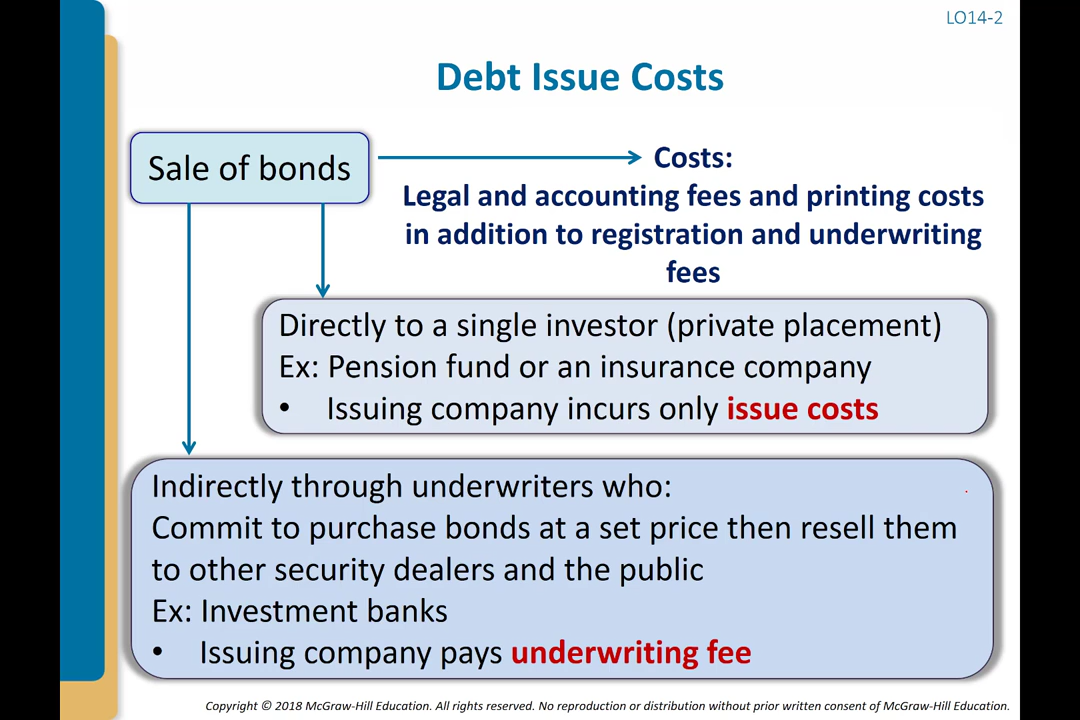 LO14-2
Debt Issue Costs
Sale of bonds
Costs:
Legal and accounting fees and printing costs
in addition to registration and underwriting
fees
Directly to a single investor (private placement)
Ex: Pension fund or an insurance company
• Issuing company incurs only issue costs
Indirectly through underwriters who:
Commit to purchase bonds at a set price then resell them
to other security dealers and the public
Ex: Investment banks
• Issuing company pays underwriting fee
Copyright © 2018 McGraw-Hill Education. All rights reserved. No reproduction or distribution without prior written consent of McGraw-Hill Education.